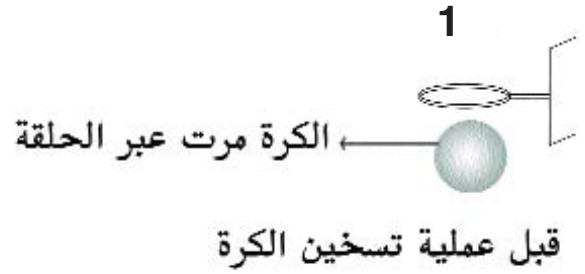 1
الكرة مرت عبر الحلقة
قبل عملية تسخين الكرة